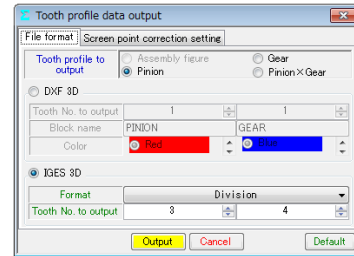 Tooth profile data output
File format Screen point correction setting
Tooth profile to output Assembly figure Gear
Pinion Pinion×Gear
DXF 3D
Tooth No. to output 1 1
Block name PINION GEAR
Color Red Blue
IGES 3D
Format Division
Tooth No. to output 3 4
Output Cancel Default